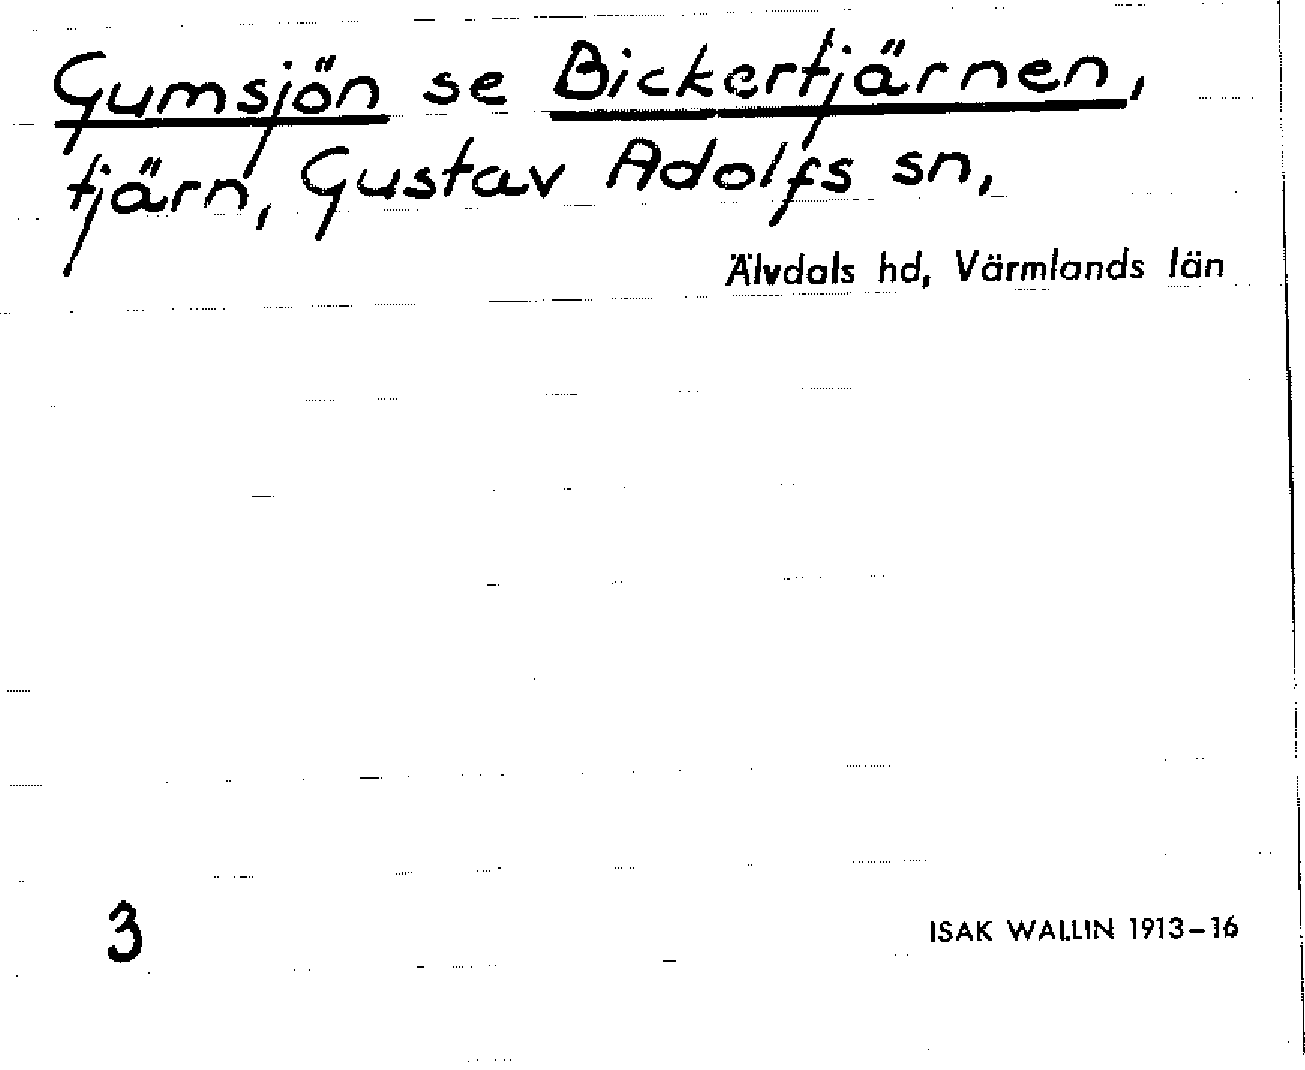 Gumsjön se Bickertjärnen,
tjärn, Gustav Adolfs sn,
Älvdals hd, Värmlands län
3
ISAK WALLIN 1913-16